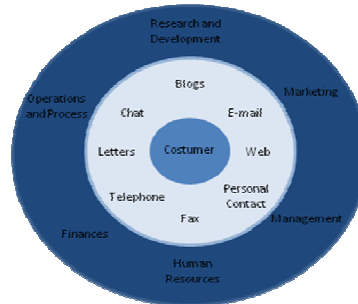 Research and
Development
Blogs
Marketing
Operations
and Process
Chat
E-mail
Letters
Costumer
Web
Telephone
Personal
Contact
Fax
Management
Finances
Human
Resources